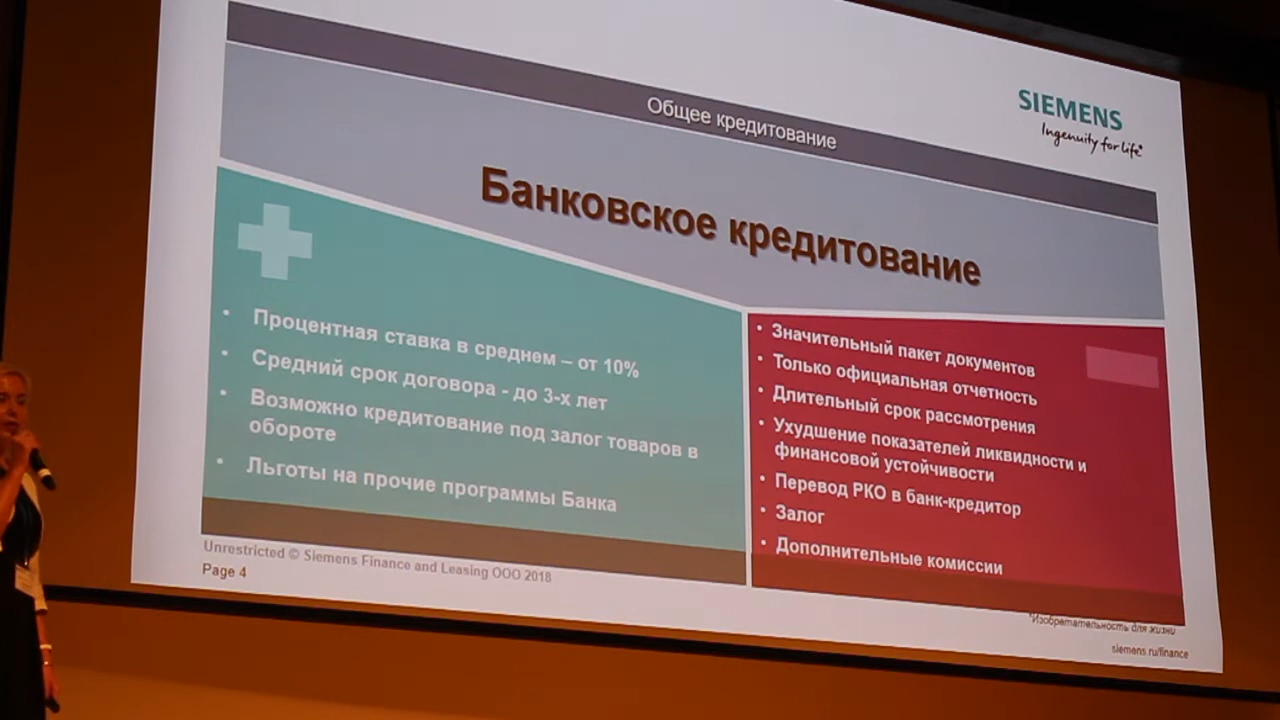 Общее кредитование
SIEMENS
Ingenuity for life*
Банковское кредитование
• Процентная ставка в среднем – от 10%
• Средний срок договора - до 3-х лет
• Возможно кредитование под залог товаров в
обороте
• Льготы на прочие программы Банка
• Значительный пакет документов
• Только официальная отчетность
• Длительный срок рассмотрения
• Ухудшение показателей ликвидности и
финансовой устойчивости
• Перевод РКО в банк-кредитор
• Залог
• Дополнительные комиссии
Unrestricted © Siemens Finance and Leasing ООО 2018
Page 4
*Изобретательность для жизни
siemens.ru/finance